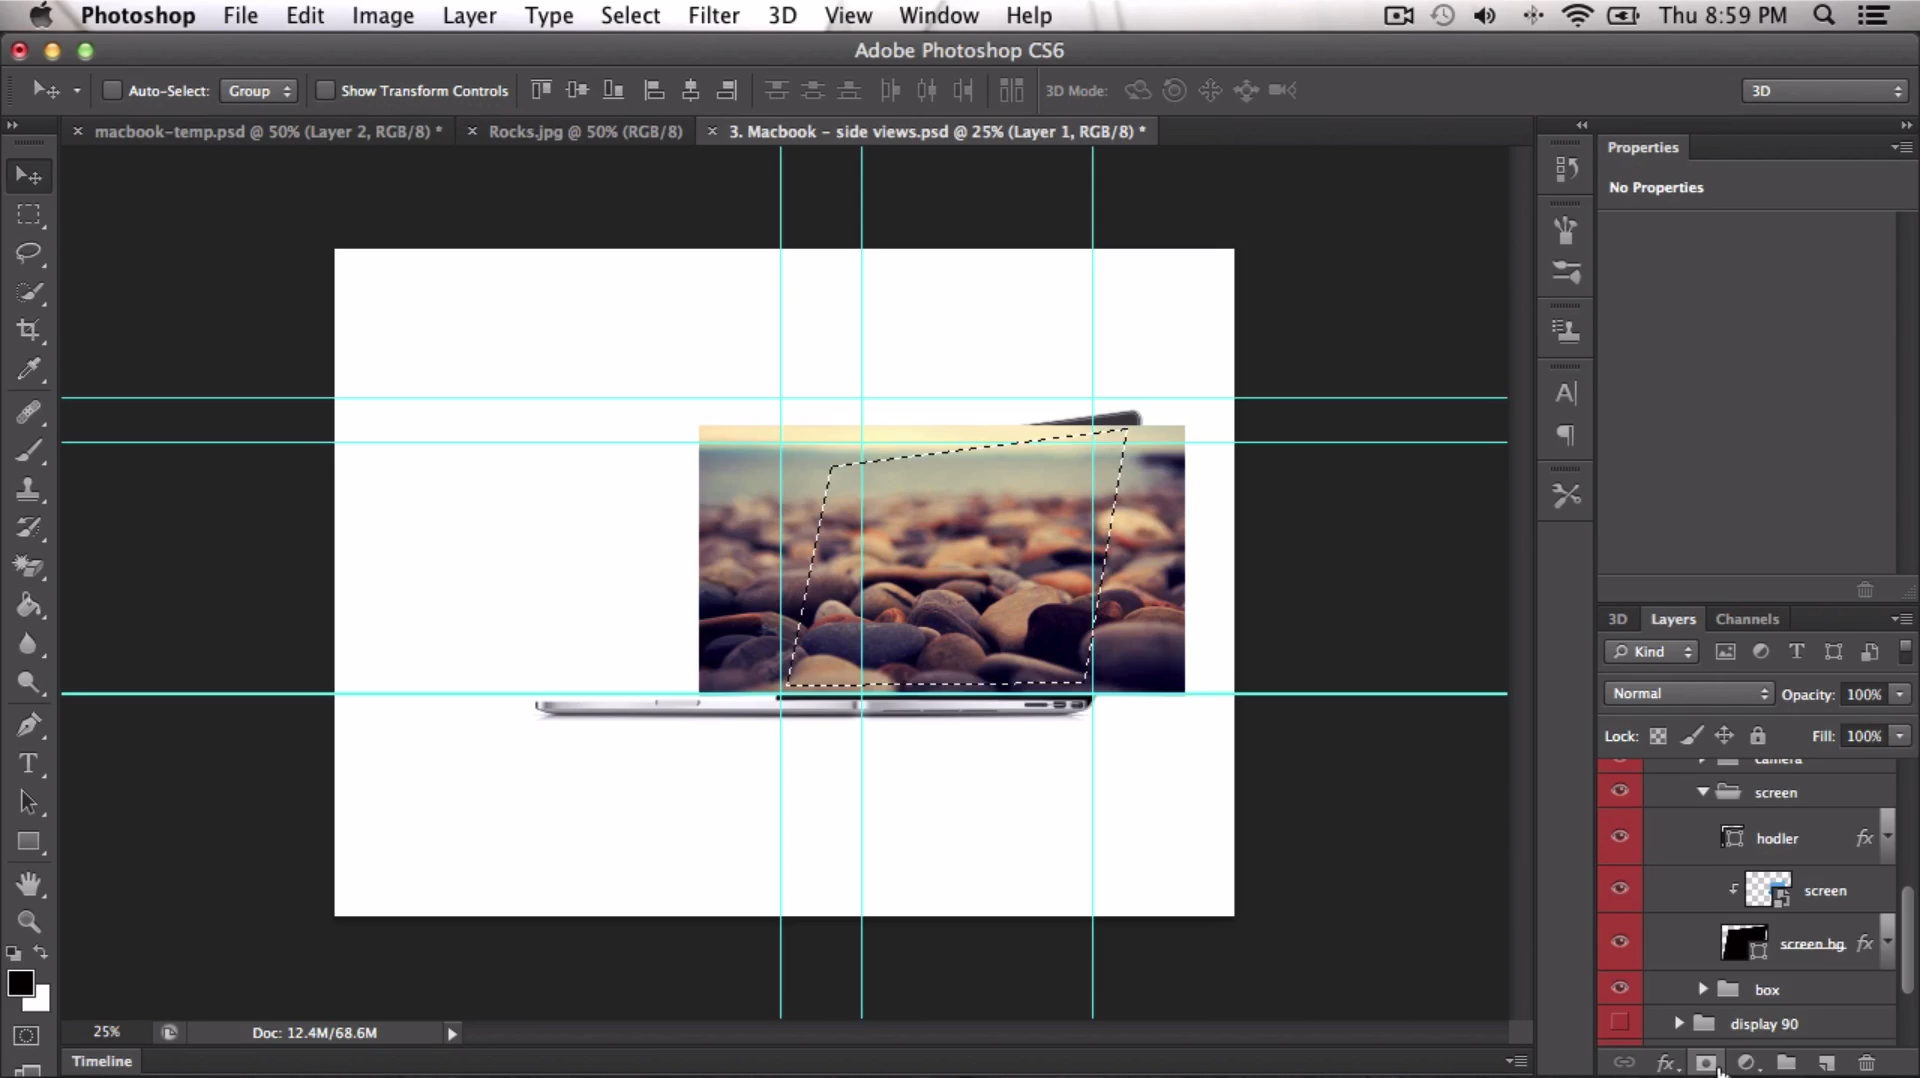 Photoshop File Edit Image Layer Type Select Filter 3D View Window Help Thu 8:59 PM
Adobe Photoshop CS6
Auto-Select: Group Show Transform Controls 3D Mode: 3D
macbook-temp.psd @ 50% (Layer 2, RGB/8) * Rocks.jpg @ 50% (RGB/8) 3. Macbook - side views.psd @ 25% (Layer 1, RGB/8) *
Properties
No Properties
3D Layers Channels
Kind
Normal Opacity: 100%
Lock: Fill: 100%
camera
screen
hodler fx
screen
screen bg. fx
box
display 90
25% Doc: 12.4M/68.6M
Timeline
fx.